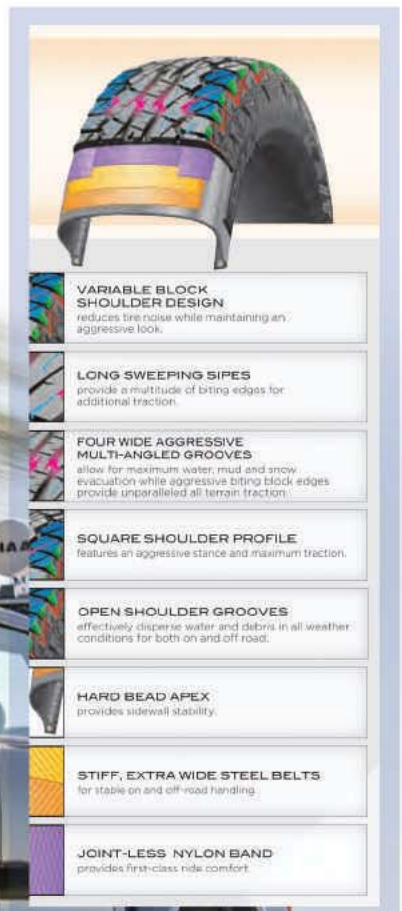 VARIABLE BLOCK
SHOULDER DESIGN
reduces tire noise while maintaining an
aggressive look.
LONG SWEEPING SIPES
provide a multitude of biting edges for
additional traction.
FOUR WIDE AGGRESSIVE
MULTI-ANGLED GROOVES
allow for maximum water, mud and snow
evacuation while aggressive biting block edges
provide unparalleled all terrain traction.
SQUARE SHOULDER PROFILE
features an aggressive stance and maximum traction.
OPEN SHOULDER GROOVES
effectively disperse water and debris in all weather
conditions for both on and off road.
HARD BEAD APEX
provides sidewall stability.
STIFF, EXTRA WIDE STEEL BELTS
for stable on and off-road handling
JOINT-LESS NYLON BAND
provides first-class ride comfort